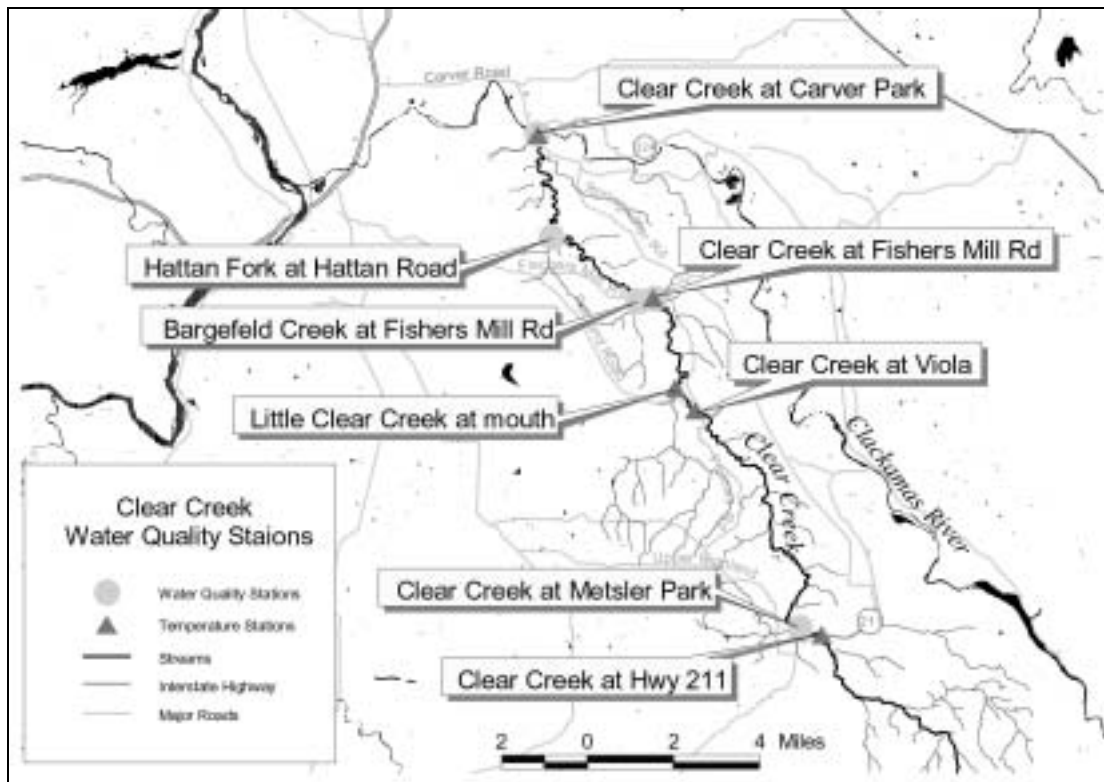 Carver Road
Clear Creek at Carver Park
224
Clear Creek at Fishers Mill Rd
Hattan Fork at Hattan Road
Bargefeld Creek at Fishers Mill Rd
Clear Creek at Viola
Little Clear Creek at mouth
Clear Creek
Clackamas River
Clear Creek at Metsler Park
Clear Creek at Hwy 211
Clear Creek
Water Quality Staions
Water Quality Stations
Temperature Stations
Streams
Interstate Highway
Major Roads
2 0 2 4 Miles